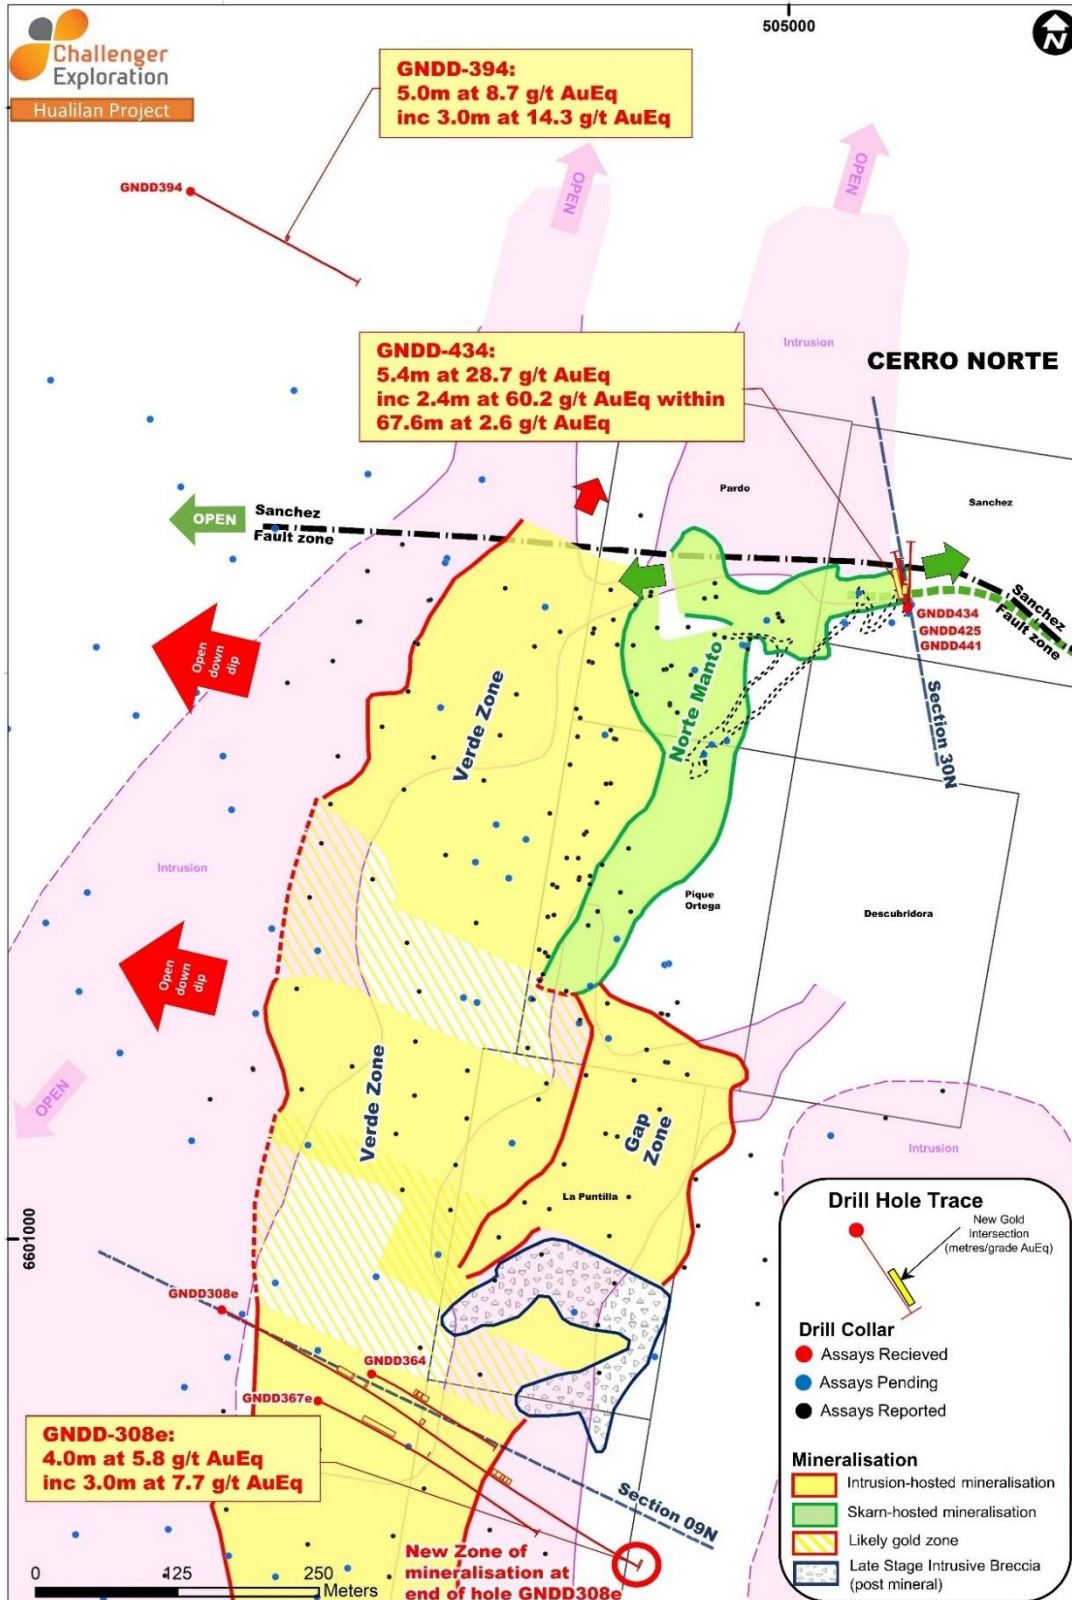 505000
N
Challenger
Exploration
Hualilan Project
GNDD-394:
5.0m at 8.7 g/t AuEq
inc 3.0m at 14.3 g/t AuEq
GNDD394
OPEN
OPEN
Intrusion
CERRO NORTE
GNDD-434:
5.4m at 28.7 g/t AuEq
inc 2.4m at 60.2 g/t AuEq within
67.6m at 2.6 g/t AuEq
Pardo
Sanchez
OPEN
Sanchez
Fault zone
Sanchez
Fault zone
GNDD434
GNDD425
GNDD441
Open
down
dip
Verde Zone
Norte Manto
Section 30N
Intrusion
Pique
Ortega
Descubridora
Open
down
dip
OPEN
Verde Zone
Gap
Zone
La Puntilla
Intrusion
6601000
GNDD308e
GNDD364
GNDD367e
GNDD-308e:
4.0m at 5.8 g/t AuEq
inc 3.0m at 7.7 g/t AuEq
Section 09N
New Zone of
mineralisation at
end of hole GNDD308e
0 125 250
Meters
Drill Hole Trace
New Gold
Intersection
(metres/grade AuEq)
Drill Collar
Assays Recieved
Assays Pending
Assays Reported
Mineralisation
Intrusion-hosted mineralisation
Skarn-hosted mineralisation
Likely gold zone
Late Stage Intrusive Breccia
(post mineral)